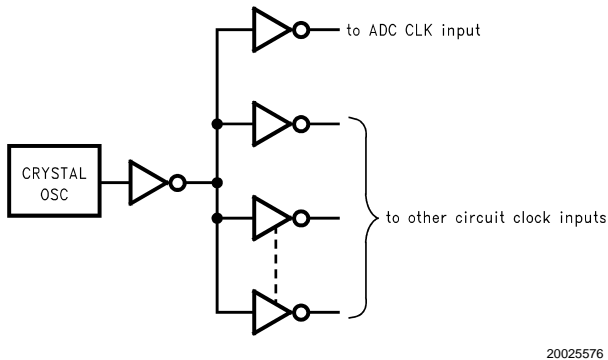 to ADC CLK input
CRYSTAL
OSC
to other circuit clock inputs
20025576